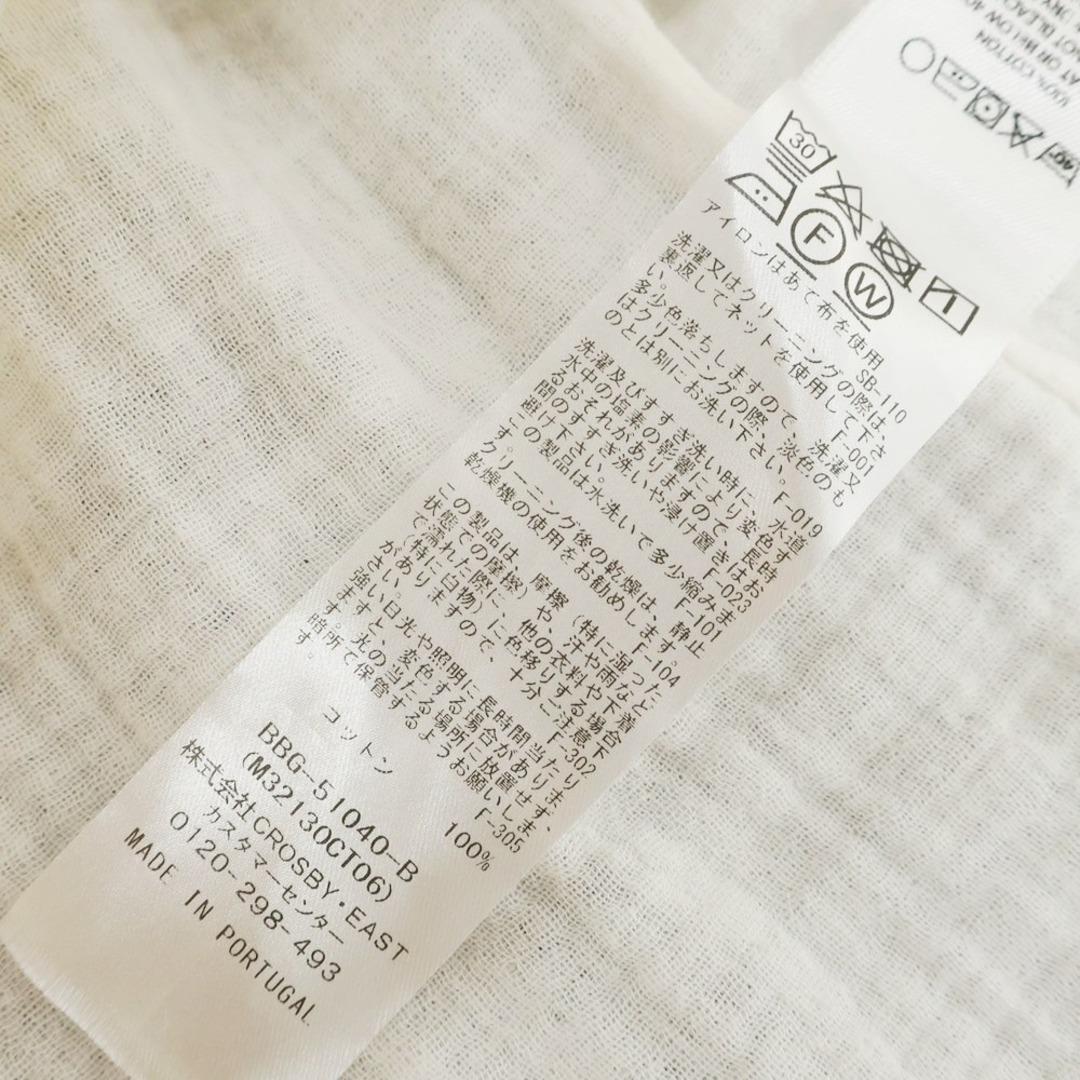 100% COTTON
30
F
W
アイロンはあて布を使用
SB-110
洗濯又はクリーニングの際は、
裏返してネットを使用して下さ
い。 F-001
多少色落ちしますので、洗濯又
はクリーニングの際、淡色のも
のとは別にお洗い下さい。F-019
洗濯及びすすぎ洗い時に、水道
水中の塩素の影響により変色す
るおそれがありますので、長時
間のすすぎ洗いや浸け置きはお
避け下さい。 F-023
この製品は水洗いで多少縮みま
す。 F-101
クリーニング後の乾燥は、静止
乾燥機の使用をお勧めします。
F-104
この製品は、摩擦（特に湿った
状態での摩擦）や、汗や雨など
で濡れた際に、他の衣料や下着
（特に白物）に色移りする場合
がありますので、十分ご注意下
さい。 F-302
強い日光や照明に長時間当たり
ますと、変色する場合がありま
す。光の当たる場所に放置せず、
暗所で保管するようお願いしま
す。 F-305
コットン 100%
BBG-51040-B
(M32130CT06)
株式会社CROSBY・EAST
カスタマーセンター
0120-298-493
MADE IN PORTUGAL